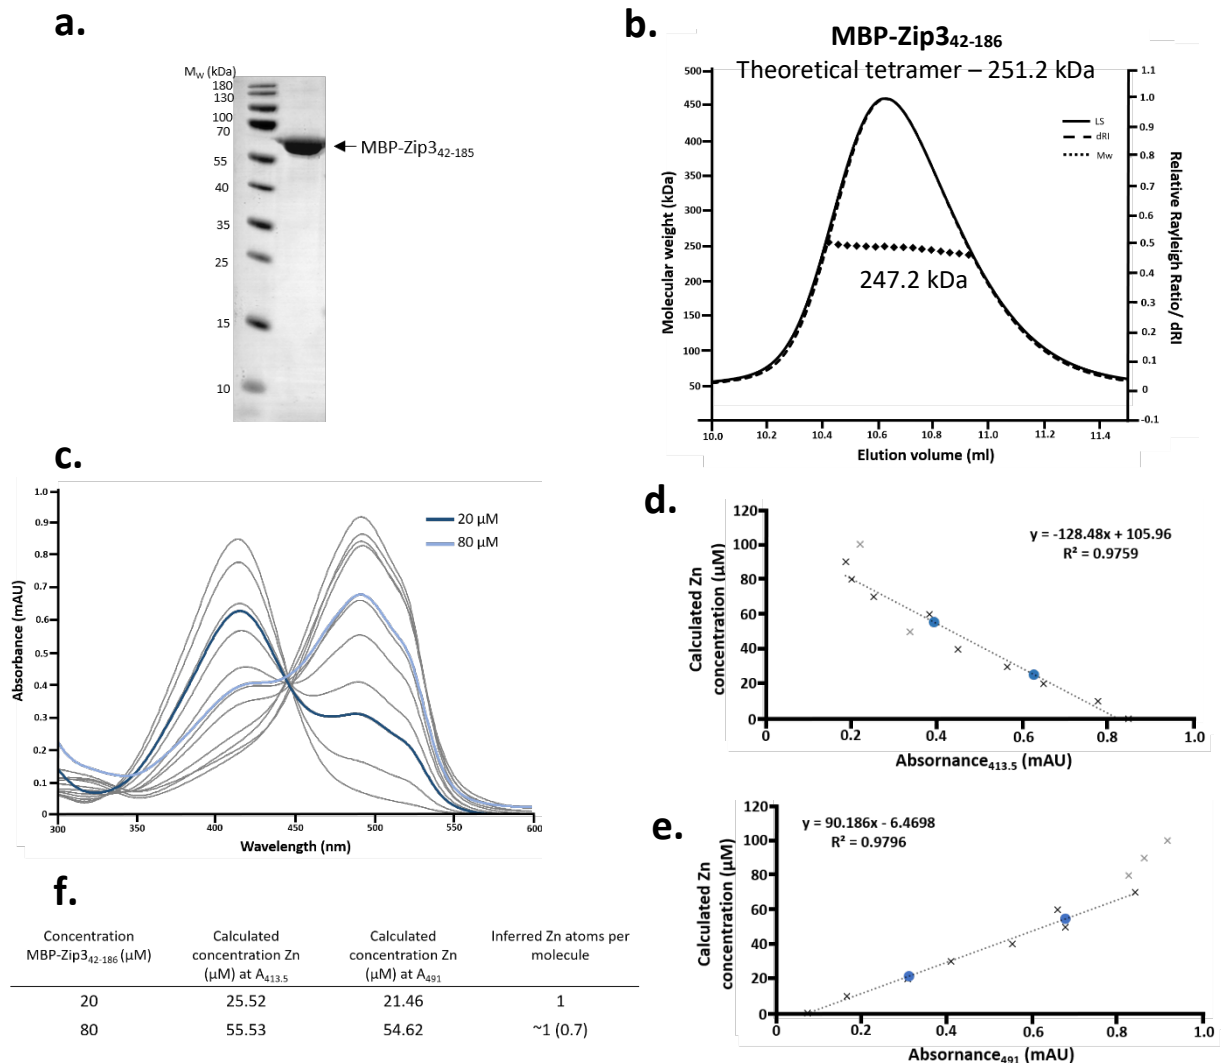 a.
Mw (kDa)
180
130
100
70
55
40
35
25
15
10
MBP-Zip342-185
b.
MBP-Zip342-186
Theoretical tetramer – 251.2 kDa
500
450
400
350
300
250
200
150
100
50
Molecular weight (kDa)
1.1
1.0
0.9
0.8
0.7
0.6
0.5
0.4
0.3
0.2
0.1
0
-0.1
Relative Rayleigh Ratio/ dRI
LS
dRI
Mw
247.2 kDa
10.0 10.2 10.4 10.6 10.8 11.0 11.2 11.4
Elution volume (ml)
c.
1.0
0.9
0.8
0.7
0.6
0.5
0.4
0.3
0.2
0.1
0
Absorbance (mAU)
20 µM
80 µM
300 350 400 450 500 550 600
Wavelength (nm)
d.
120
100
80
60
40
20
0
Calculated Zn
concentration (µM)
y = -128.48x + 105.96
R² = 0.9759
0 0.2 0.4 0.6 0.8 1.0
Absornance413.5 (mAU)
e.
120
100
80
60
40
20
0
Calculated Zn
concentration (µM)
y = 90.186x - 6.4698
R² = 0.9796
0 0.2 0.4 0.6 0.8 1.0
Absornance491 (mAU)
f.
Concentration
MBP-Zip342-186 (µM)
Calculated
concentration Zn
(µM) at A413.5
Calculated
concentration Zn
(µM) at A491
Inferred Zn atoms per
molecule
20 25.52 21.46 1
80 55.53 54.62 ~1 (0.7)